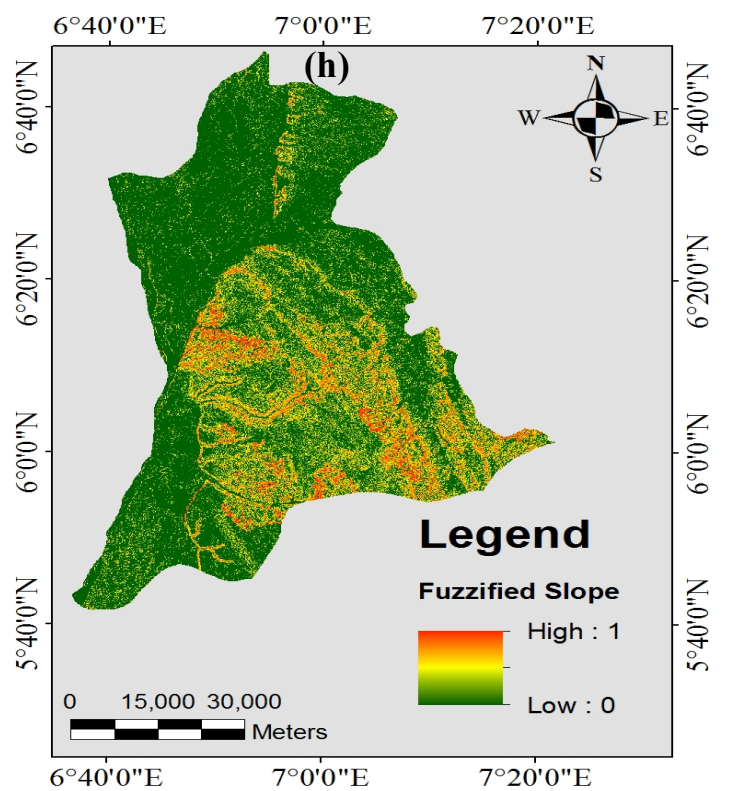 6°40'0"E 7°0'0"E 7°20'0"E
(h)
N
W E
S
6°40'0"N 6°40'0"N
6°20'0"N 6°20'0"N
6°0'0"N 6°0'0"N
5°40'0"N 5°40'0"N
Legend
Fuzzified Slope
High : 1
Low : 0
0 15,000 30,000
Meters
6°40'0"E 7°0'0"E 7°20'0"E